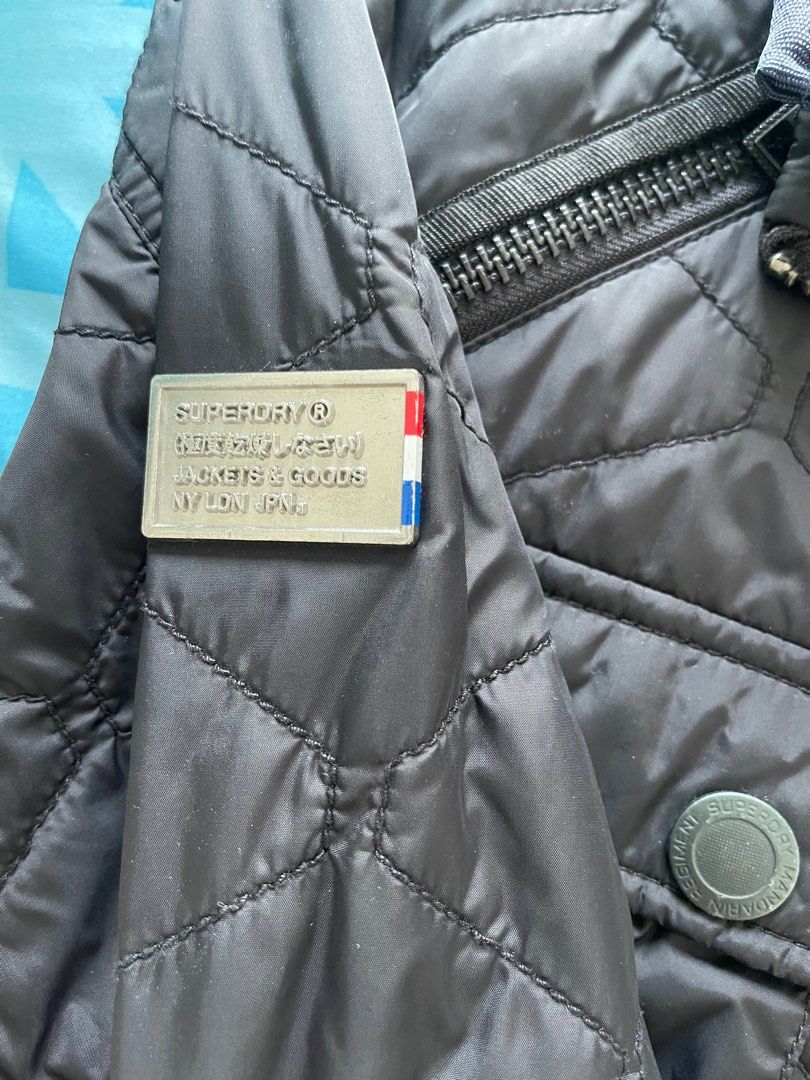 SUPERDRY®
(極度乾燥しなさい)
JACKETS & GOODS
NY LDN JPN.
SUPERDRY MANDARIN REGIMENT